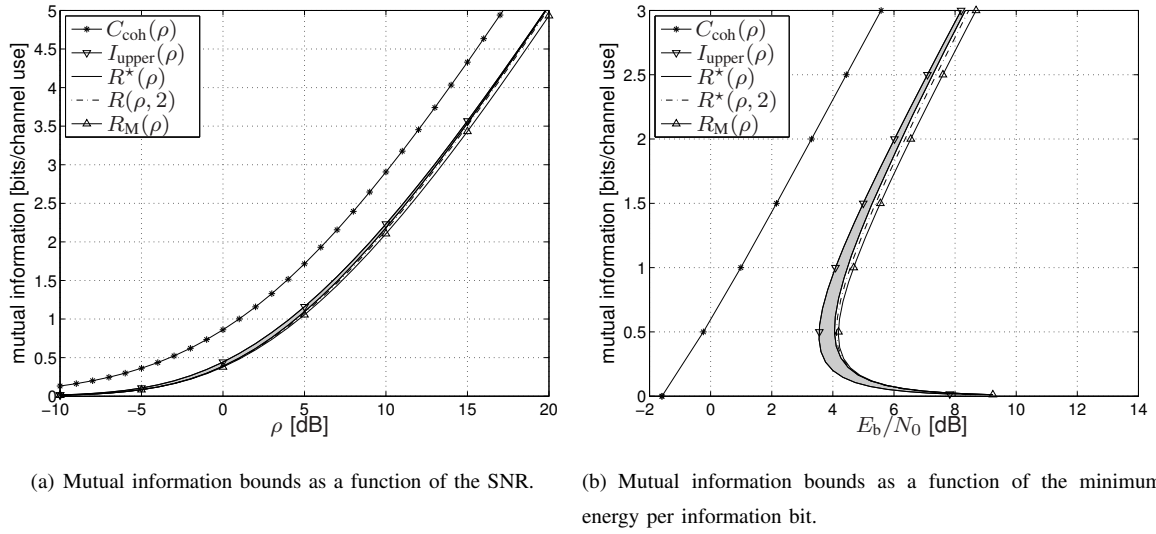 mutual information [bits/channel use]
5
4.5
4
3.5
3
2.5
2
1.5
1
0.5
0
C_coh(ρ)
I_upper(ρ)
R⋆(ρ)
R(ρ, 2)
R_M(ρ)
−10 −5 0 5 10 15 20
ρ [dB]
mutual information [bits/channel use]
3
2.5
2
1.5
1
0.5
0
C_coh(ρ)
I_upper(ρ)
R⋆(ρ)
R⋆(ρ, 2)
R_M(ρ)
−2 0 2 4 6 8 10 12 14
E_b/N_0 [dB]
(a) Mutual information bounds as a function of the SNR.
(b) Mutual information bounds as a function of the minimum
energy per information bit.